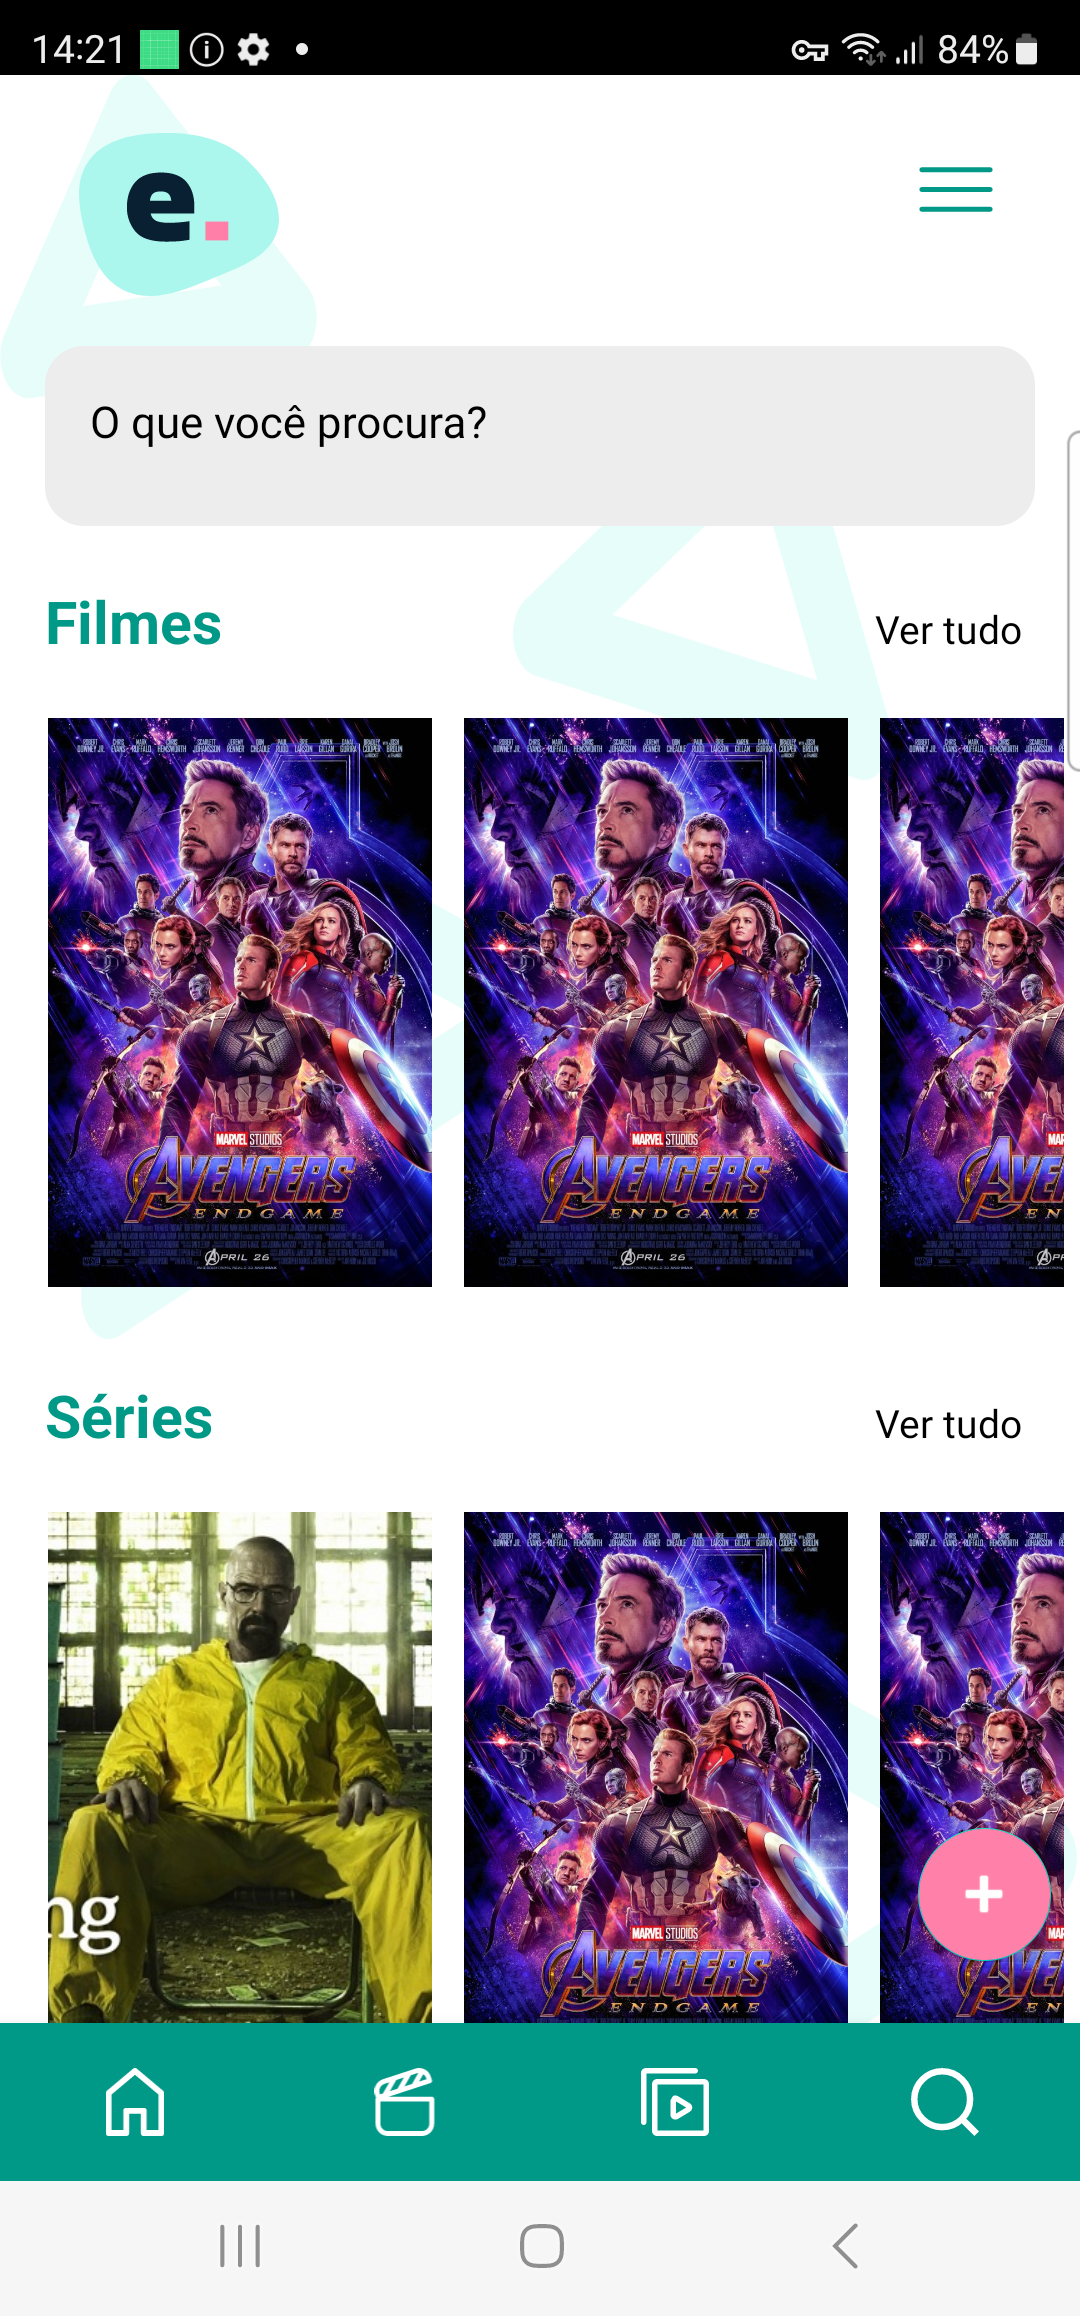 14:21
84%
e.
O que você procura?
Filmes
Ver tudo
MARVEL STUDIOS
AVENGERS
ENDGAME
APRIL 26
MARVEL STUDIOS
AVENGERS
ENDGAME
APRIL 26
Séries
Ver tudo
ng
MARVEL STUDIOS
AVENGERS
ENDGAME